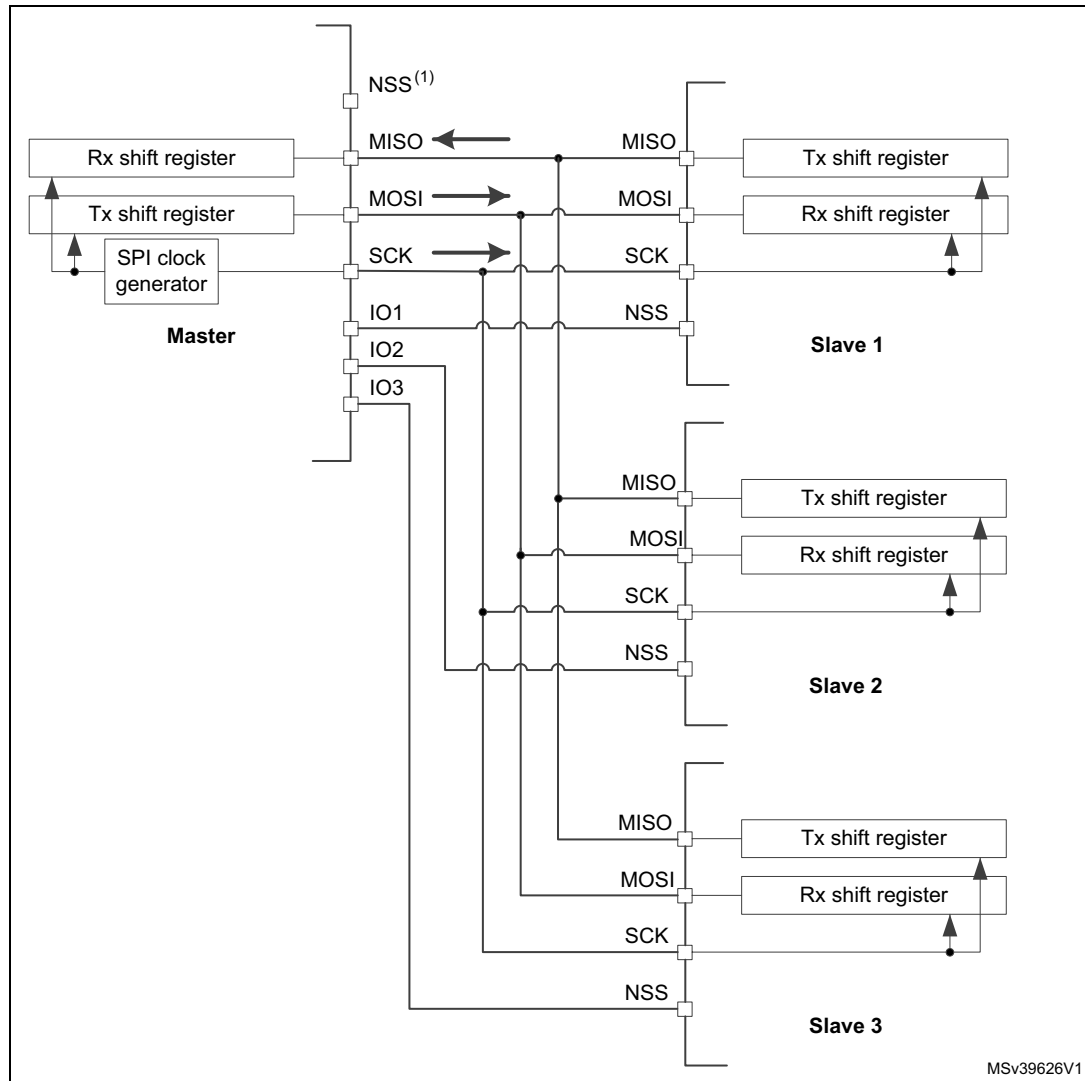 NSS(1)
MISO
MOSI
SCK
IO1
IO2
IO3
Rx shift register
Tx shift register
SPI clock
generator
Master
MISO
MOSI
SCK
NSS
Tx shift register
Rx shift register
Slave 1
MISO
MOSI
SCK
NSS
Tx shift register
Rx shift register
Slave 2
MISO
MOSI
SCK
NSS
Tx shift register
Rx shift register
Slave 3
MSv39626V1